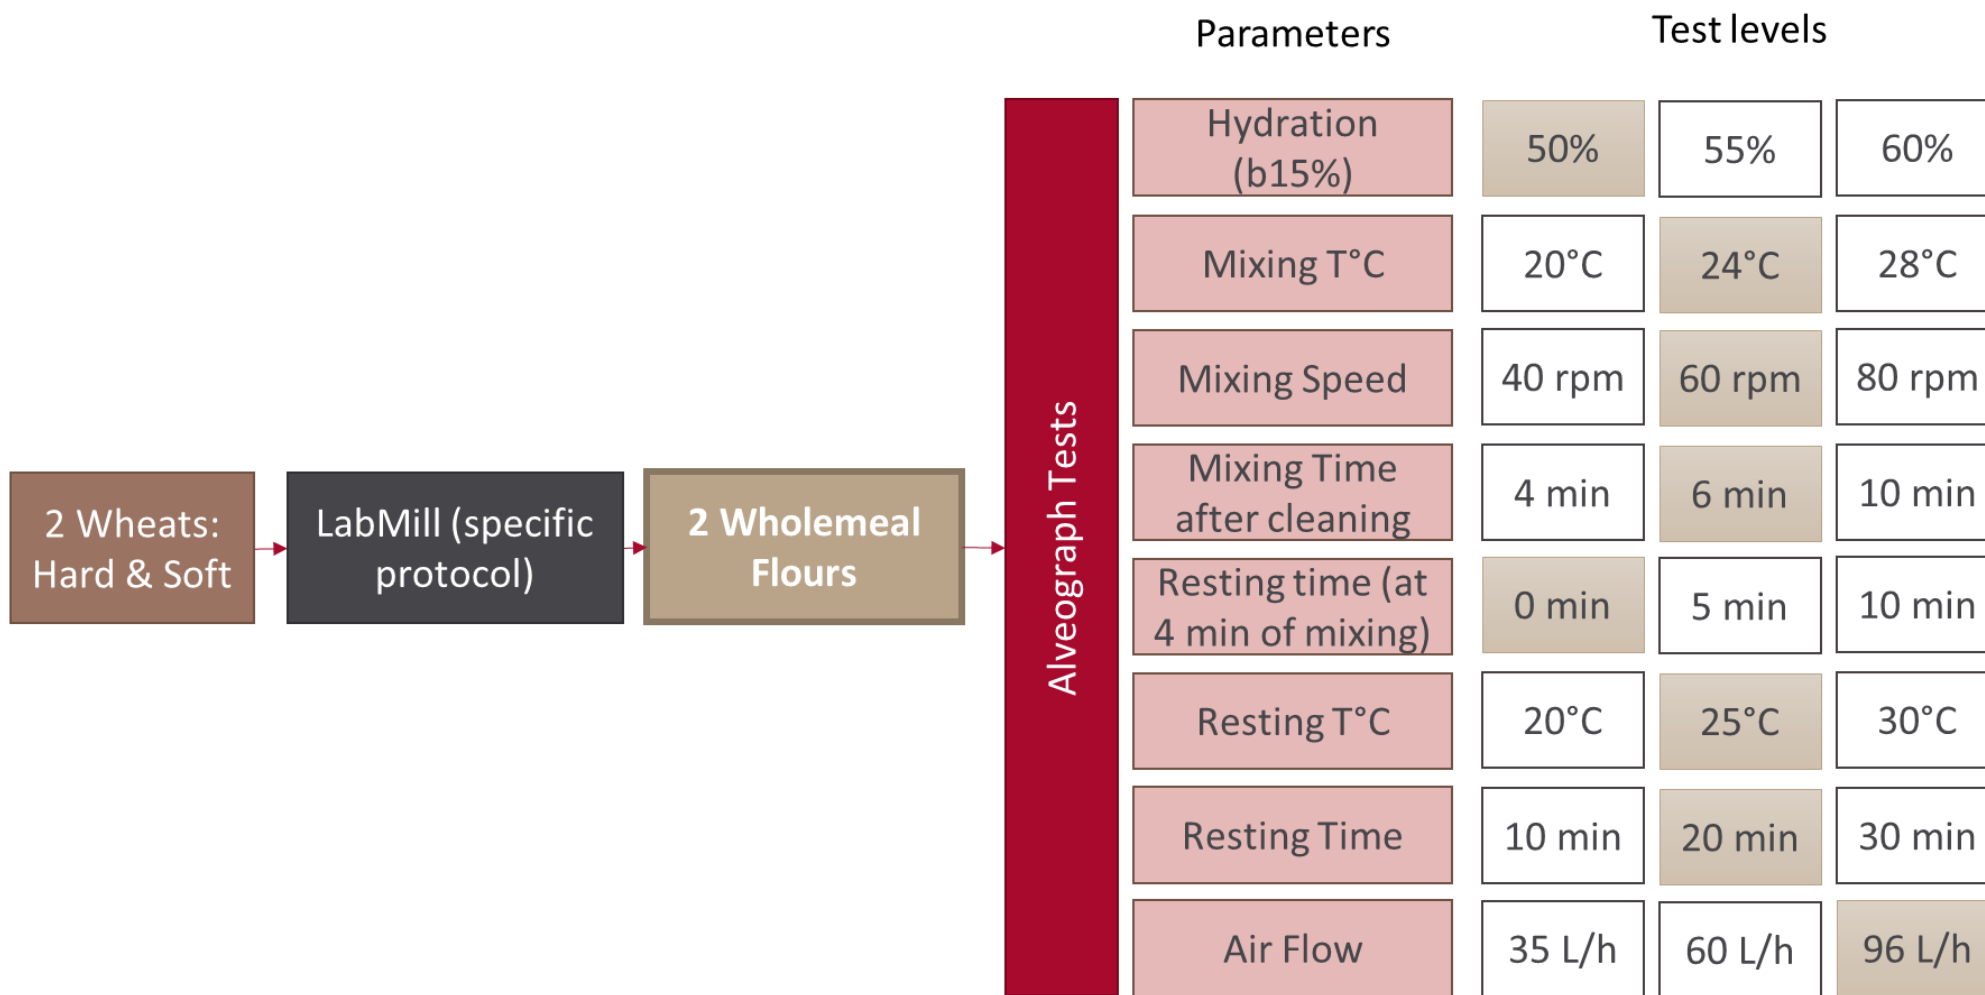 Parameters
Test levels
2 Wheats:
Hard & Soft
LabMill (specific
protocol)
2 Wholemeal
Flours
Alveograph Tests
Hydration
(b15%)
50%
55%
60%
Mixing T°C
20°C
24°C
28°C
Mixing Speed
40 rpm
60 rpm
80 rpm
Mixing Time
after cleaning
4 min
6 min
10 min
Resting time (at
4 min of mixing)
0 min
5 min
10 min
Resting T°C
20°C
25°C
30°C
Resting Time
10 min
20 min
30 min
Air Flow
35 L/h
60 L/h
96 L/h